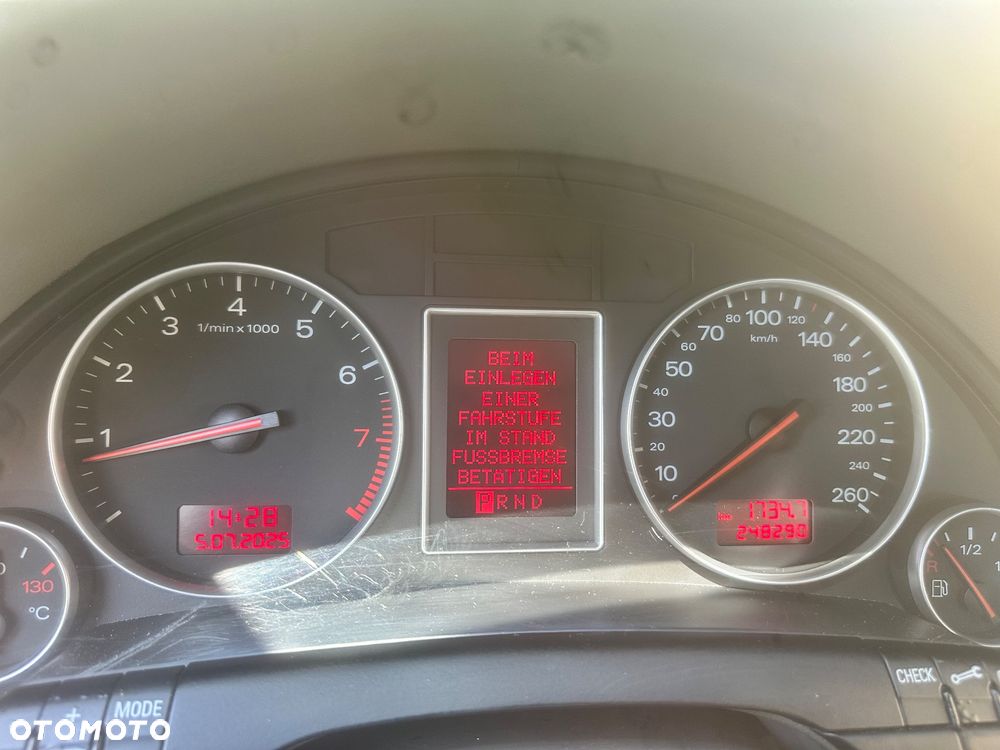 1/min x 1000
1 2 3 4 5 6 7
14:28
5.07.2025
BEIM
EINLEGEN
EINER
FAHRSTUFE
IM STAND
FUSSBREMSE
BETÄTIGEN
P R N D
km/h
10 20 30 40 50 60 70 80 100 120 140 160 180 200 220 240 260
1734.7
248290
130
°C
R 1/2 1
MODE
+
CHECK
OTOMOTO